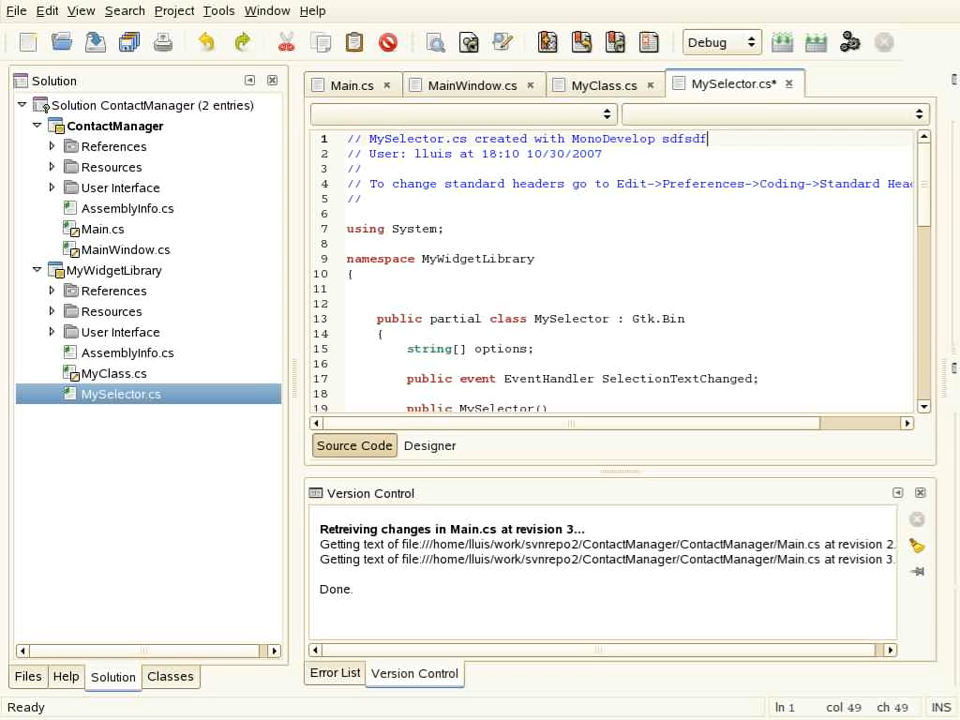 File Edit View Search Project Tools Window Help
Debug
Solution
Solution ContactManager (2 entries)
ContactManager
References
Resources
User Interface
AssemblyInfo.cs
Main.cs
MainWindow.cs
MyWidgetLibrary
References
Resources
User Interface
AssemblyInfo.cs
MyClass.cs
MySelector.cs
Files Help Solution Classes
Main.cs MainWindow.cs MyClass.cs MySelector.cs*
1 // MySelector.cs created with MonoDevelop sdfsdf
2 // User: lluis at 18:10 10/30/2007
3 //
4 // To change standard headers go to Edit->Preferences->Coding->Standard Head
5 //
6
7 using System;
8
9 namespace MyWidgetLibrary
10 {
11
12
13 public partial class MySelector : Gtk.Bin
14 {
15 string[] options;
16
17 public event EventHandler SelectionTextChanged;
18
19 public MySelector()
Source Code Designer
Version Control
Retreiving changes in Main.cs at revision 3...
Getting text of file:///home/lluis/work/svnrepo2/ContactManager/ContactManager/Main.cs at revision 2.
Getting text of file:///home/lluis/work/svnrepo2/ContactManager/ContactManager/Main.cs at revision 3.
Done.
Error List Version Control
Ready ln 1 col 49 ch 49 INS